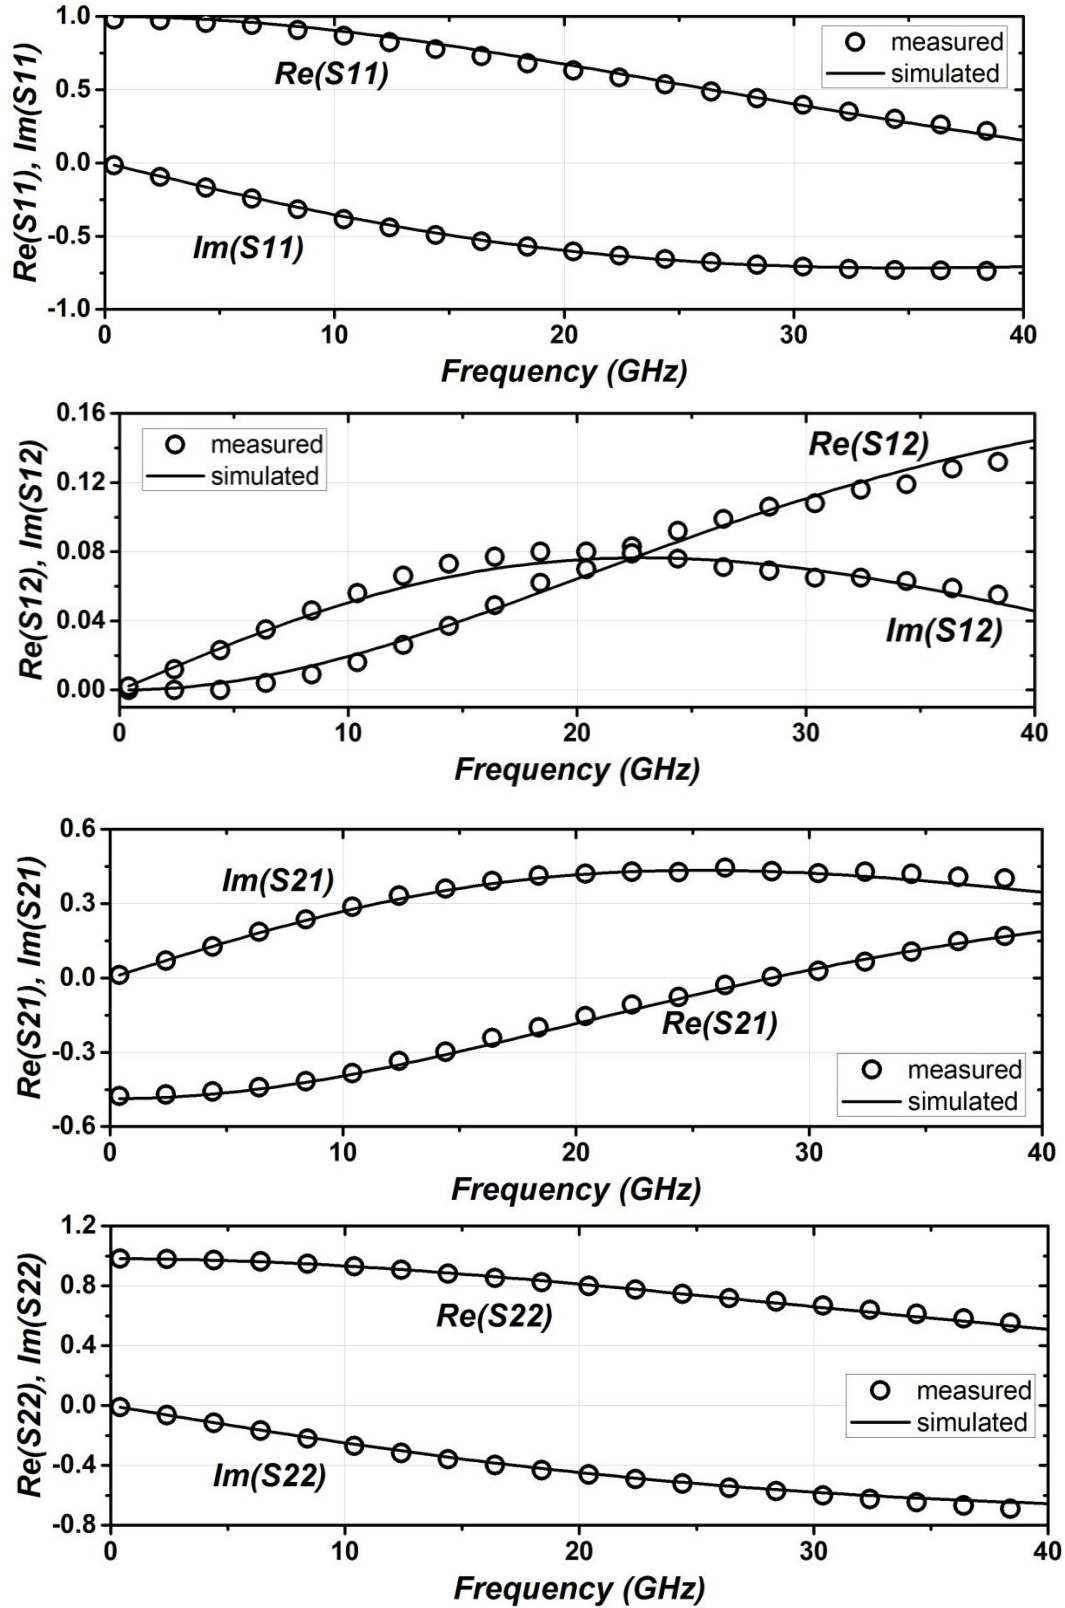 Re(S11), Im(S11)
1.0
0.5
0.0
-0.5
-1.0
Re(S11)
Im(S11)
measured
simulated
0 10 20 30 40
Frequency (GHz)
Re(S12), Im(S12)
0.16
0.12
0.08
0.04
0.00
measured
simulated
Re(S12)
Im(S12)
0 10 20 30 40
Frequency (GHz)
Re(S21), Im(S21)
0.6
0.3
0.0
-0.3
-0.6
Im(S21)
Re(S21)
measured
simulated
0 10 20 30 40
Frequency (GHz)
Re(S22), Im(S22)
1.2
0.8
0.4
0.0
-0.4
-0.8
Re(S22)
Im(S22)
measured
simulated
0 10 20 30 40
Frequency (GHz)